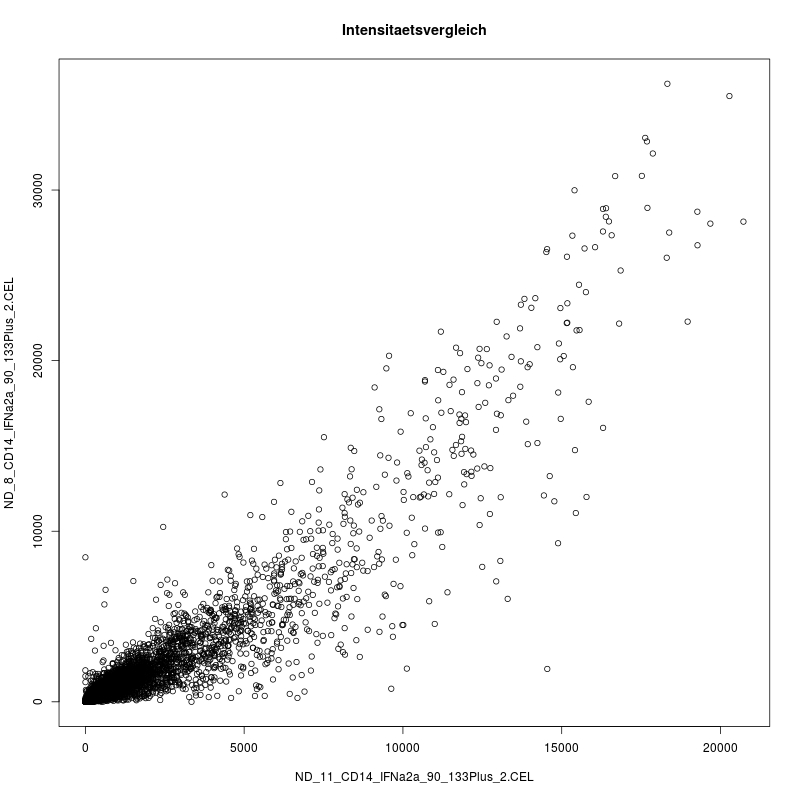 Intensitaetsvergleich
30000
20000
10000
0
ND_8_CD14_IFNa2a_90_133Plus_2.CEL
0 5000 10000 15000 20000
ND_11_CD14_IFNa2a_90_133Plus_2.CEL